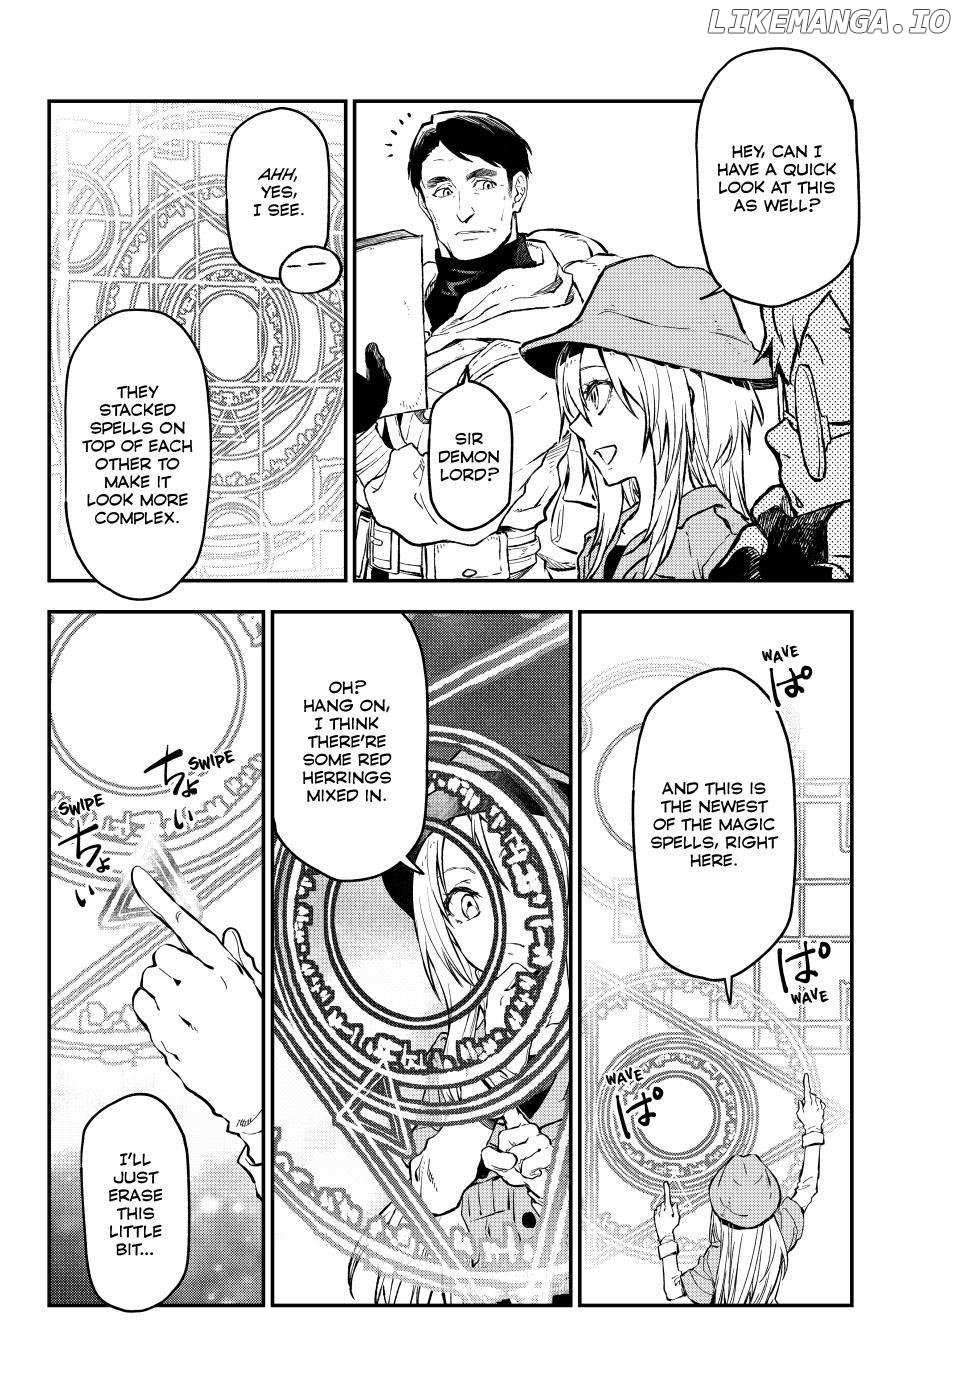 LIKEMANGA.IO
HEY, CAN I
HAVE A QUICK
LOOK AT THIS
AS WELL?
SIR
DEMON
LORD?
AHH,
YES,
I SEE.
THEY
STACKED
SPELLS ON
TOP OF EACH
OTHER TO
MAKE IT
LOOK MORE
COMPLEX.
WAVE
ぱ
AND THIS IS
THE NEWEST
OF THE MAGIC
SPELLS, RIGHT
HERE.
ぱ
WAVE
WAVE
ぱ
OH?
HANG ON,
I THINK
THERE'RE
SOME RED
HERRINGS
MIXED IN.
SWIPE
ちょい
SWIPE
ちょい
I'LL
JUST
ERASE
THIS
LITTLE
BIT...